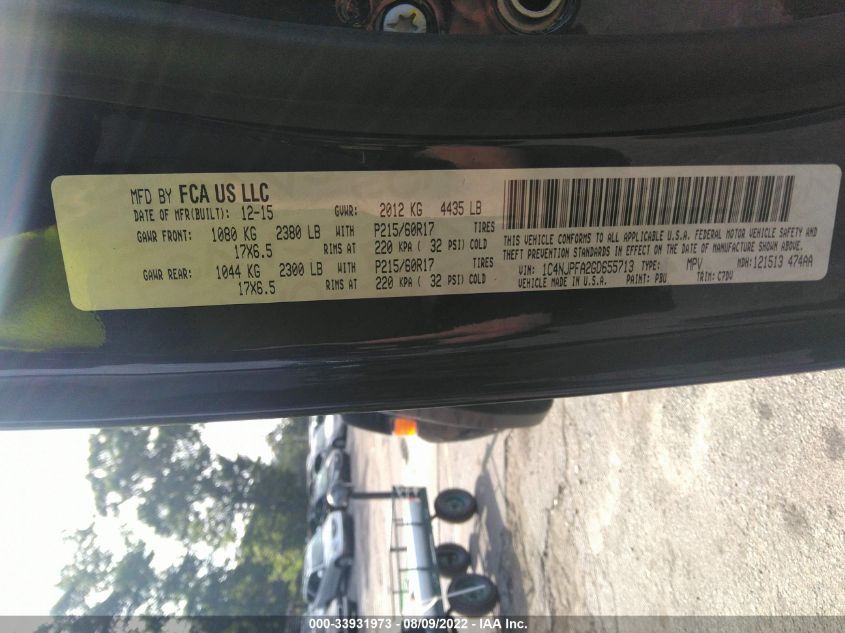 MFD BY FCA US LLC
DATE OF MFR(BUILT): 12-15 GVWR: 2012 KG 4435 LB
GAWR FRONT: 1080 KG 2380 LB WITH P215/60R17 TIRES
17X6.5 RIMS AT 220 KPA ( 32 PSI) COLD
GAWR REAR: 1044 KG 2300 LB WITH P215/60R17 TIRES
17X6.5 RIMS AT 220 KPA ( 32 PSI) COLD
THIS VEHICLE CONFORMS TO ALL APPLICABLE U.S.A. FEDERAL MOTOR VEHICLE SAFETY AND
THEFT PREVENTION STANDARDS IN EFFECT ON THE DATE OF MANUFACTURE SHOWN ABOVE.
VIN: 1C4NJPFA2GD655713 TYPE: MPV MDH:121513 474AA
VEHICLE MADE IN U.S.A. PAINT: PBU TRIM: C7DV
000-33931973 - 08/09/2022 - IAA Inc.